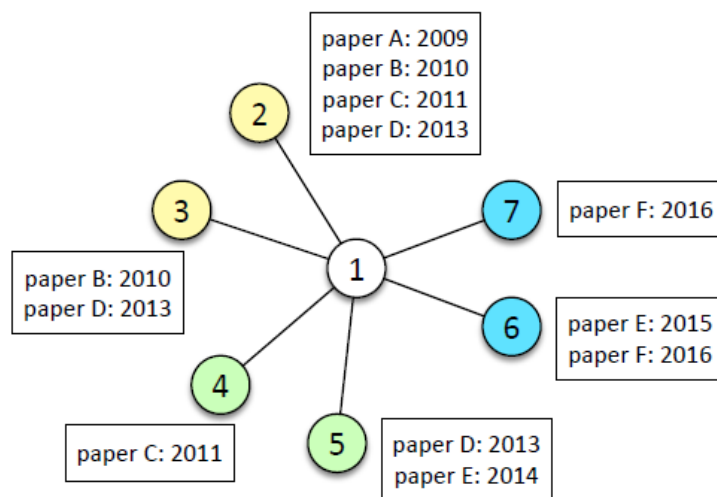 paper A: 2009
paper B: 2010
paper C: 2011
paper D: 2013
2
7
paper F: 2016
3
1
paper B: 2010
paper D: 2013
6
paper E: 2015
paper F: 2016
4
paper C: 2011
5
paper D: 2013
paper E: 2014